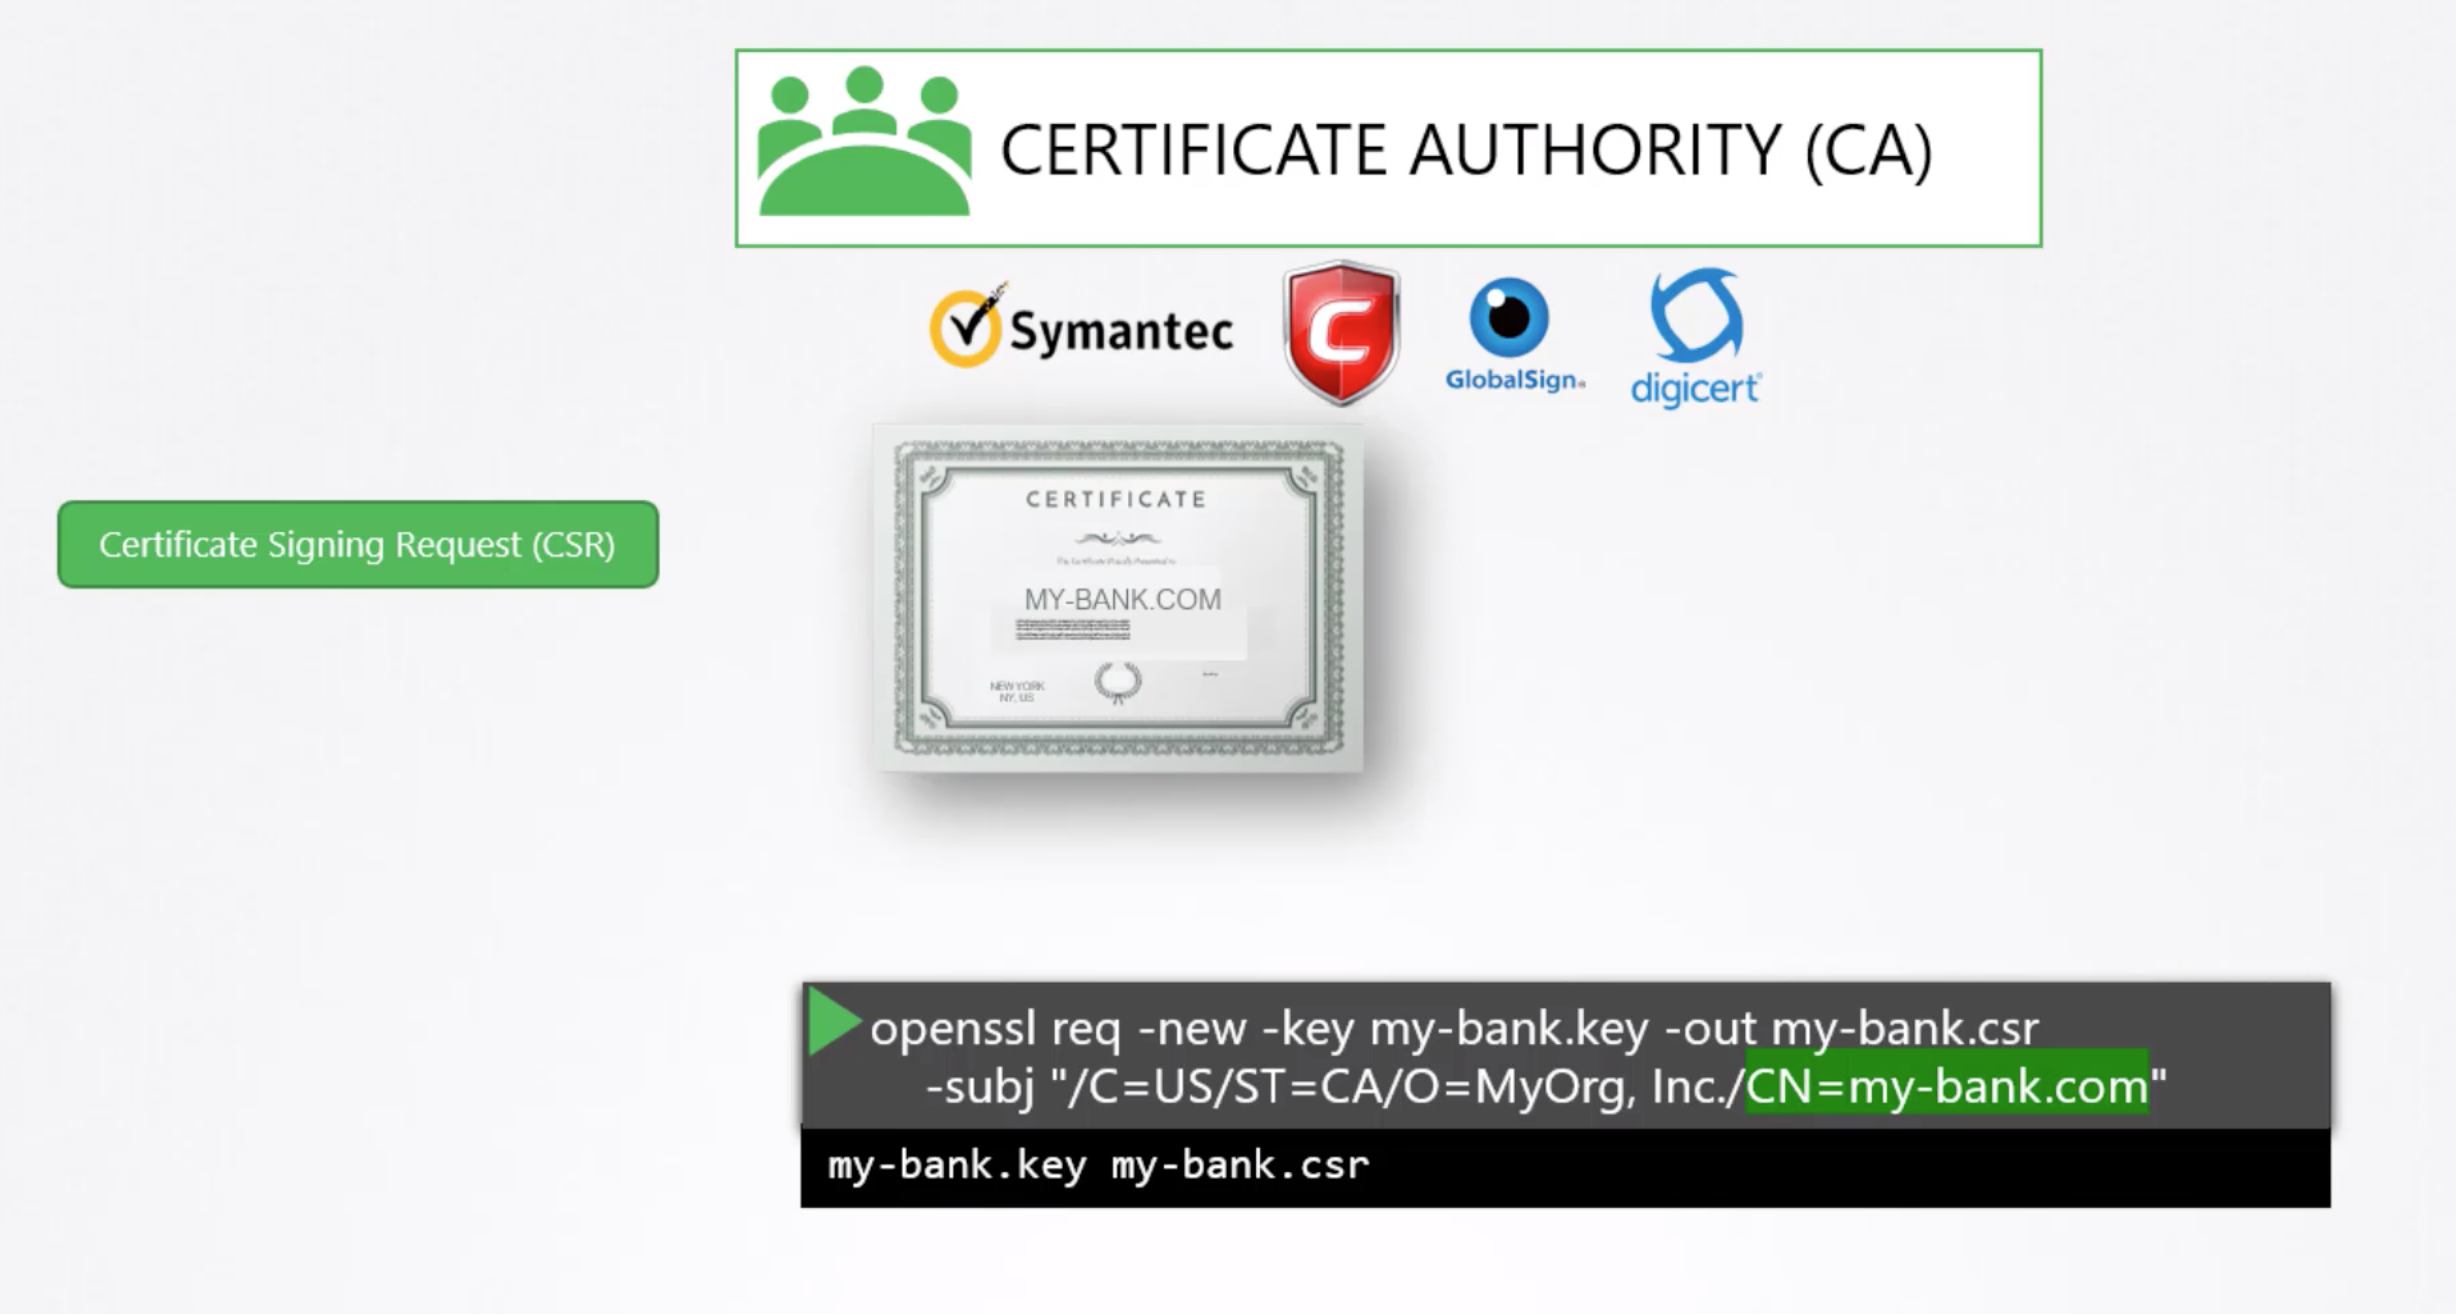 CERTIFICATE AUTHORITY (CA)
Symantec
GlobalSign
digicert
Certificate Signing Request (CSR)
CERTIFICATE
MY-BANK.COM
NEW YORK
NY, US
openssl req -new -key my-bank.key -out my-bank.csr
-subj "/C=US/ST=CA/O=MyOrg, Inc./CN=my-bank.com"
my-bank.key my-bank.csr